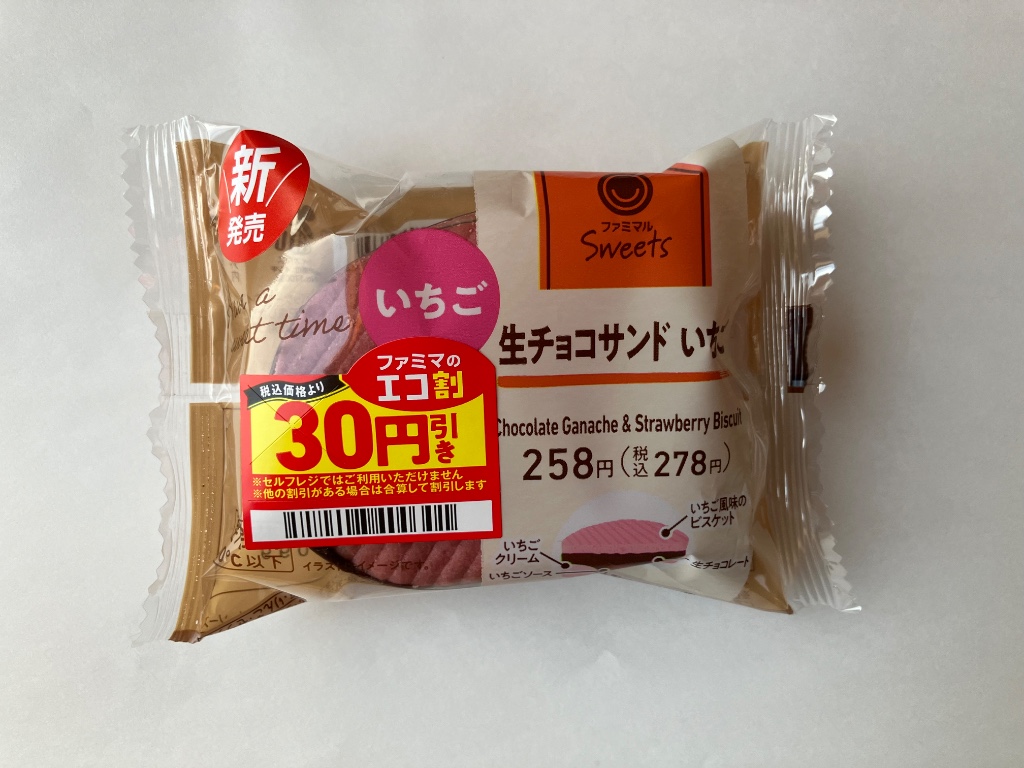 新
発売
ファミマル
Sweets
a
time
いちご
生チョコサンド いちご
Chocolate Ganache & Strawberry Biscuit
258円(税込278円)
ファミマの
エコ割
税込価格より
30円引き
※セルフレジではご利用いただけません
※他の割引がある場合は合算して割引します
いちご風味の
ビスケット
いちご
クリーム
いちごソース
生チョコレート
℃以下
イラスト イメージです。